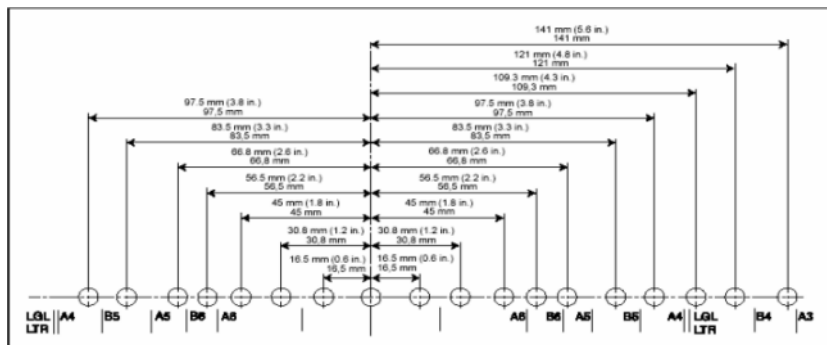 141 mm (5.6 in.)
141 mm
121 mm (4.8 in.)
121 mm
109.3 mm (4.3 in.)
109,3 mm
97.5 mm (3.8 in.)
97,5 mm
97.5 mm (3.8 in.)
97,5 mm
83.5 mm (3.3 in.)
83,5 mm
83.5 mm (3.3 in.)
83,5 mm
66.8 mm (2.6 in.)
66,8 mm
66.8 mm (2.6 in.)
66,8 mm
56.5 mm (2.2 in.)
56,5 mm
56.5 mm (2.2 in.)
56,5 mm
45 mm (1.8 in.)
45 mm
45 mm (1.8 in.)
45 mm
30.8 mm (1.2 in.)
30,8 mm
30.8 mm (1.2 in.)
30,8 mm
16.5 mm (0.6 in.)
16,5 mm
16.5 mm (0.6 in.)
16,5 mm
LGL A4 B5 A5 B6 A6 A6 B6 A5 B5 A4 LGL B4 A3
LTR LTR